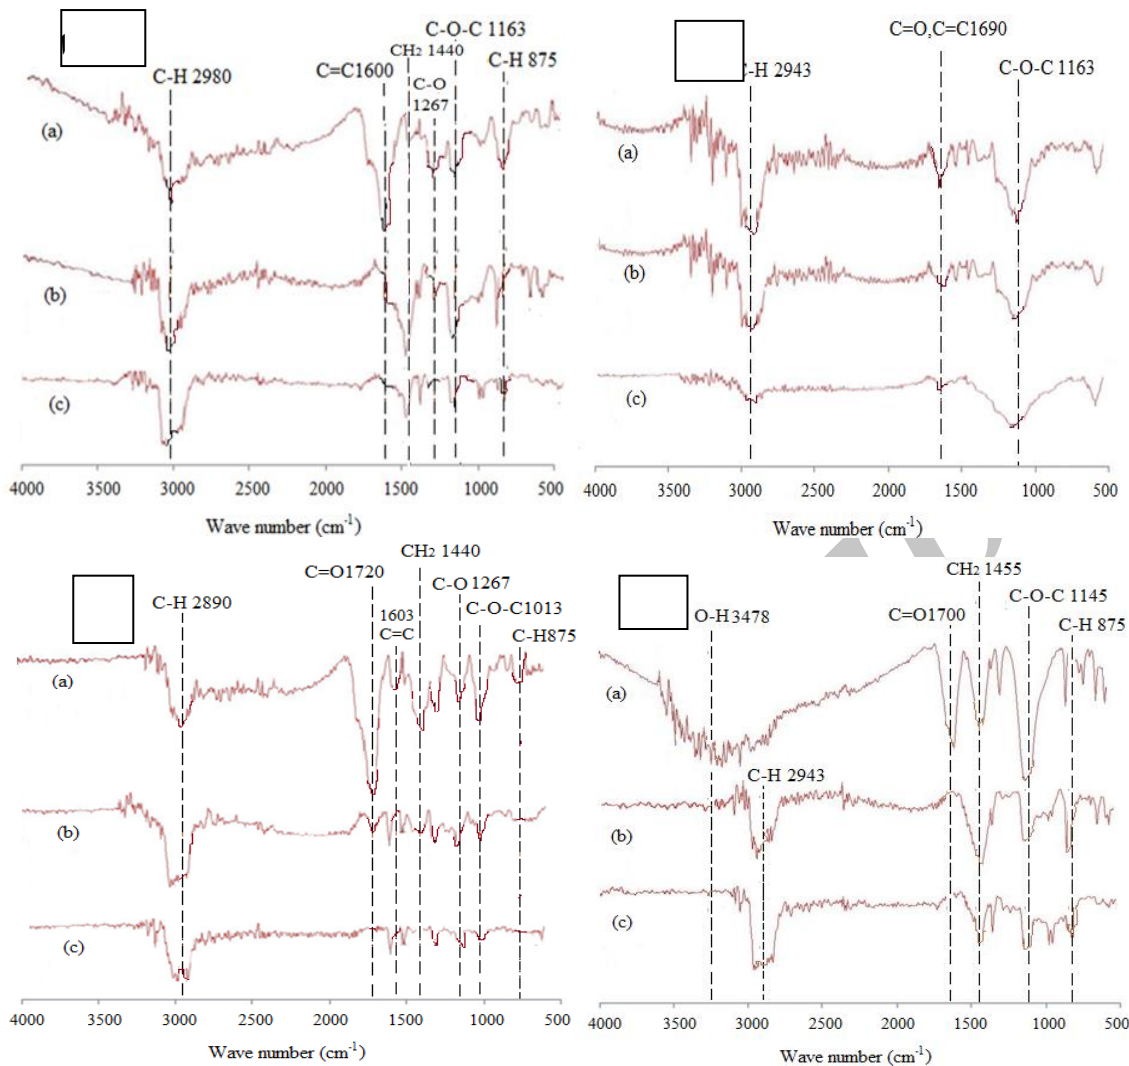 C-H 2980
C=C1600
C-O-C 1163
CH2 1440
C-H 875
C-O
1267
(a)
(b)
(c)
4000 3500 3000 2500 2000 1500 1000 500
Wave number (cm-1)
C=O,C=C1690
C-H 2943
C-O-C 1163
(a)
(b)
(c)
4000 3500 3000 2500 2000 1500 1000 500
Wave number (cm-1)
CH2 1440
C=O1720
C-O 1267
C-H 2890
1603
C=C
C-O-C1013
C-H875
(a)
(b)
(c)
4000 3500 3000 2500 2000 1500 1000 500
Wave number (cm-1)
CH2 1455
C-O-C 1145
O-H 3478
C=O1700
C-H 875
(a)
C-H 2943
(b)
(c)
4000 3500 3000 2500 2000 1500 1000 500
Wave number (cm-1)